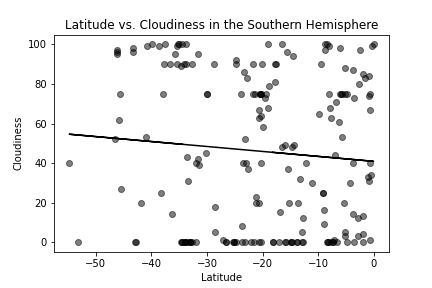 Latitude vs. Cloudiness in the Southern Hemisphere
100
80
60
40
20
0
Cloudiness
−50 −40 −30 −20 −10 0
Latitude